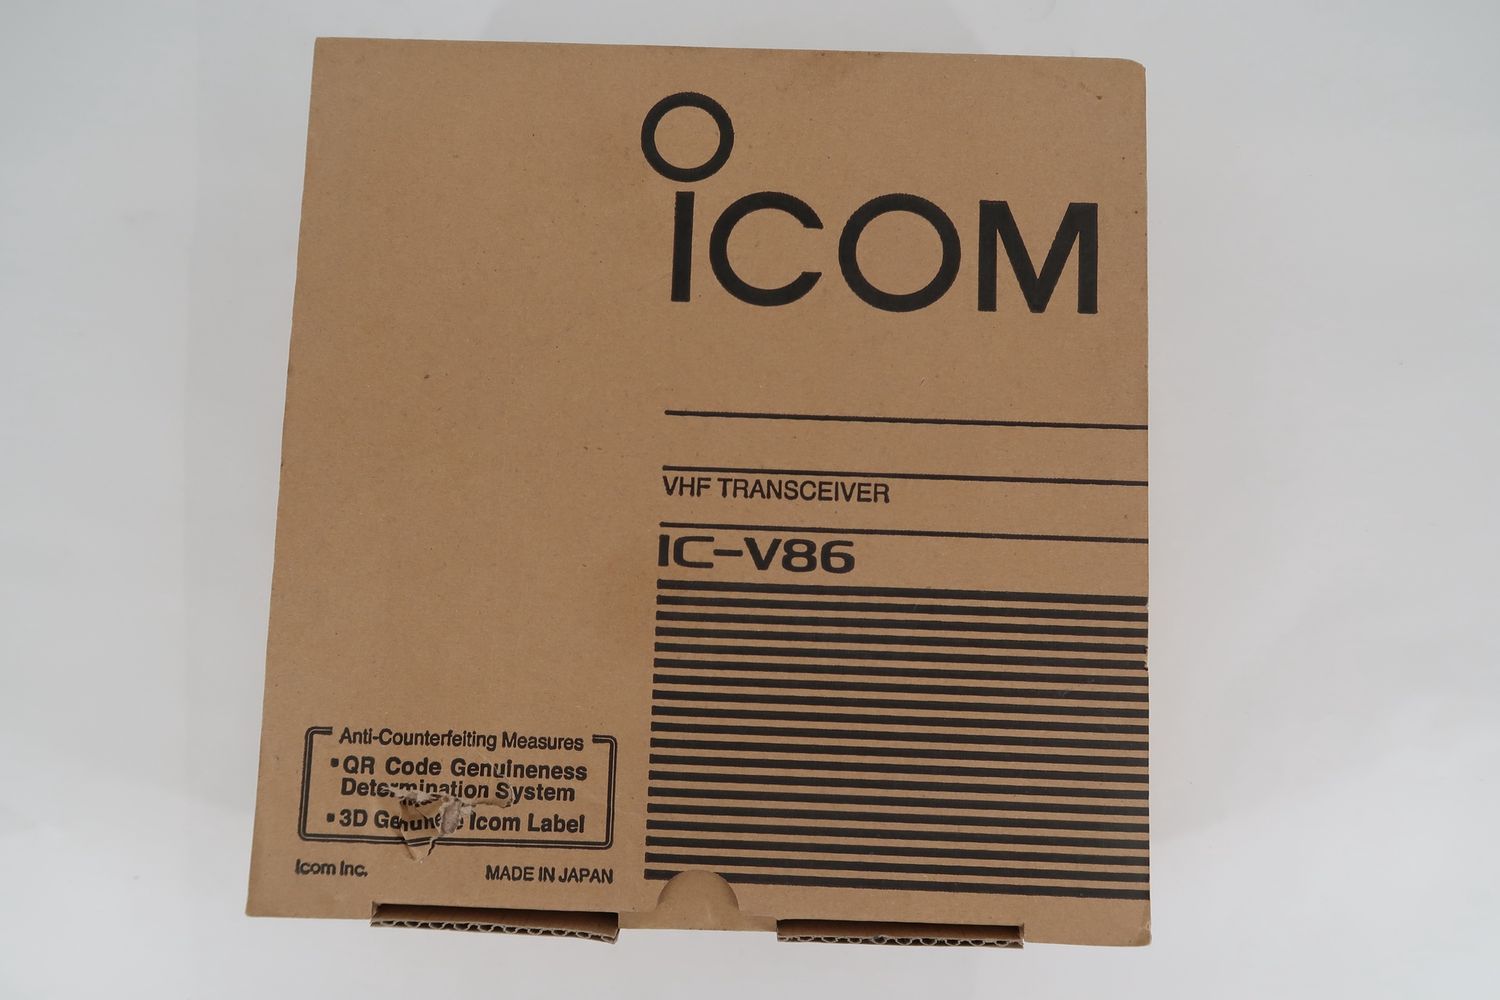 ICOM
VHF TRANSCEIVER
IC-V86
Anti-Counterfeiting Measures
▪QR Code Genuineness
Determination System
▪3D Genuine Icom Label
Icom Inc.
MADE IN JAPAN